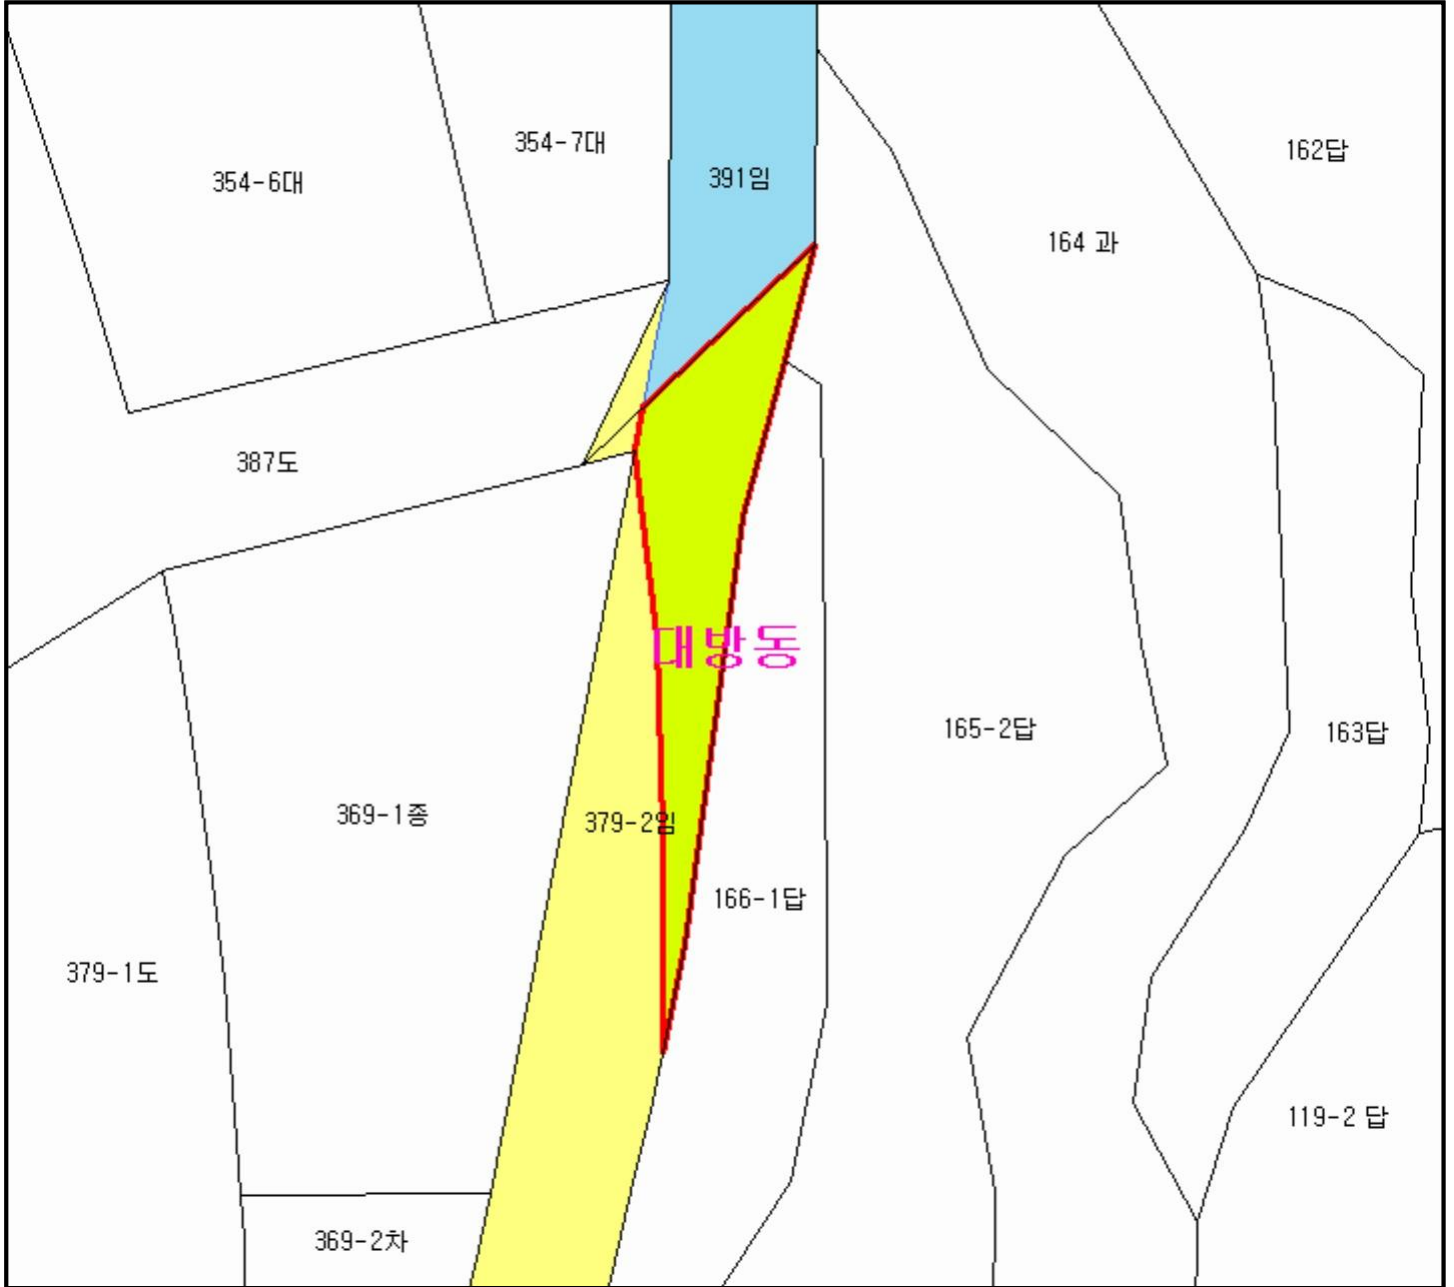 354-7대
162답
391임
354-6대
164 과
387도
대방동
165-2답
163답
369-1종
379-2임
166-1답
379-1도
119-2 답
369-2차